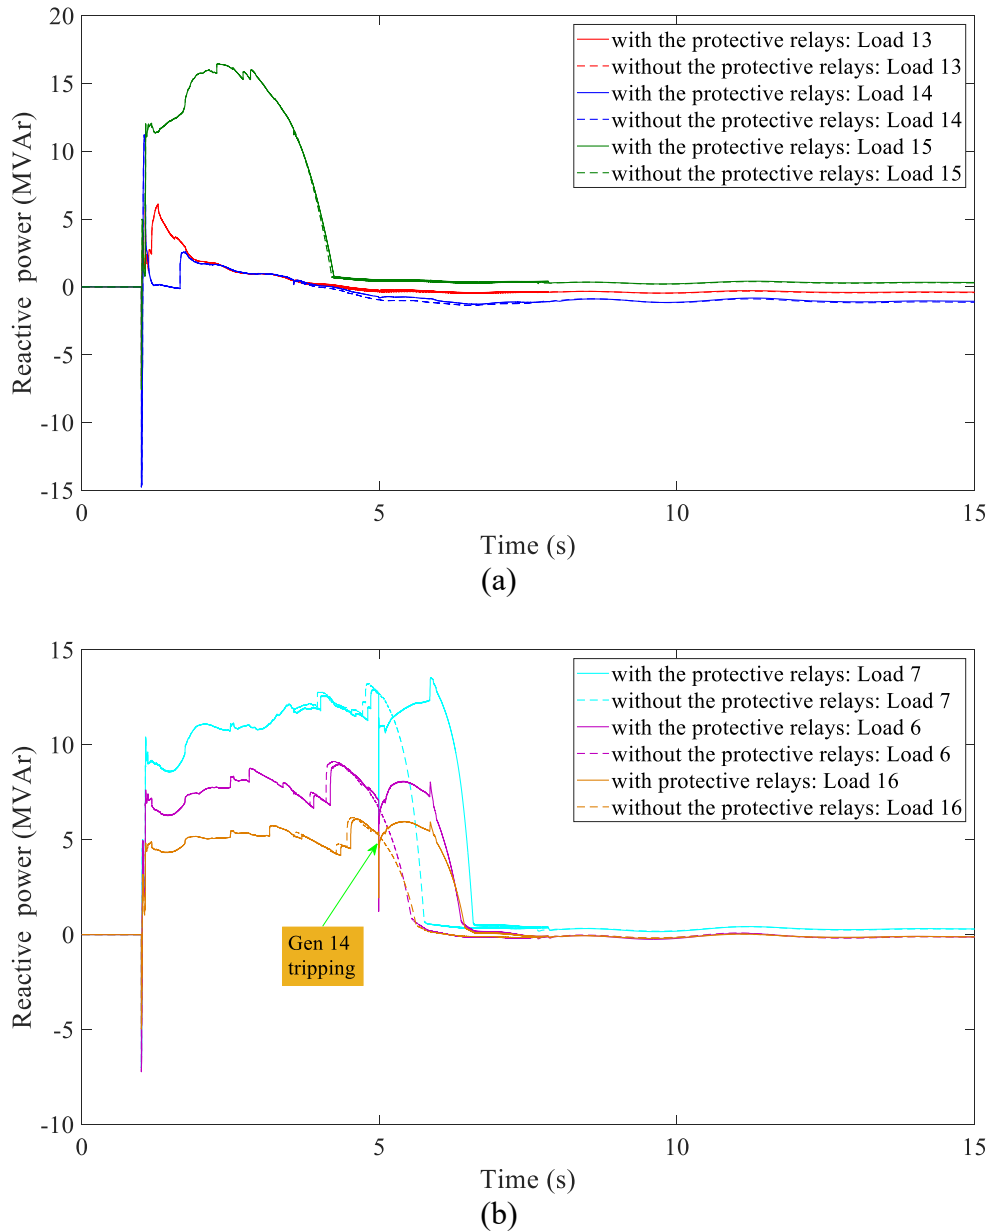 20
15
10
5
0
-5
-10
-15
Reactive power (MVAr)
with the protective relays: Load 13
without the protective relays: Load 13
with the protective relays: Load 14
without the protective relays: Load 14
with the protective relays: Load 15
without the protective relays: Load 15
0 5 10 15
Time (s)
(a)
15
10
5
0
-5
-10
Reactive power (MVAr)
with the protective relays: Load 7
without the protective relays: Load 7
with the protective relays: Load 6
without the protective relays: Load 6
with protective relays: Load 16
without the protective relays: Load 16
Gen 14
tripping
0 5 10 15
Time (s)
(b)